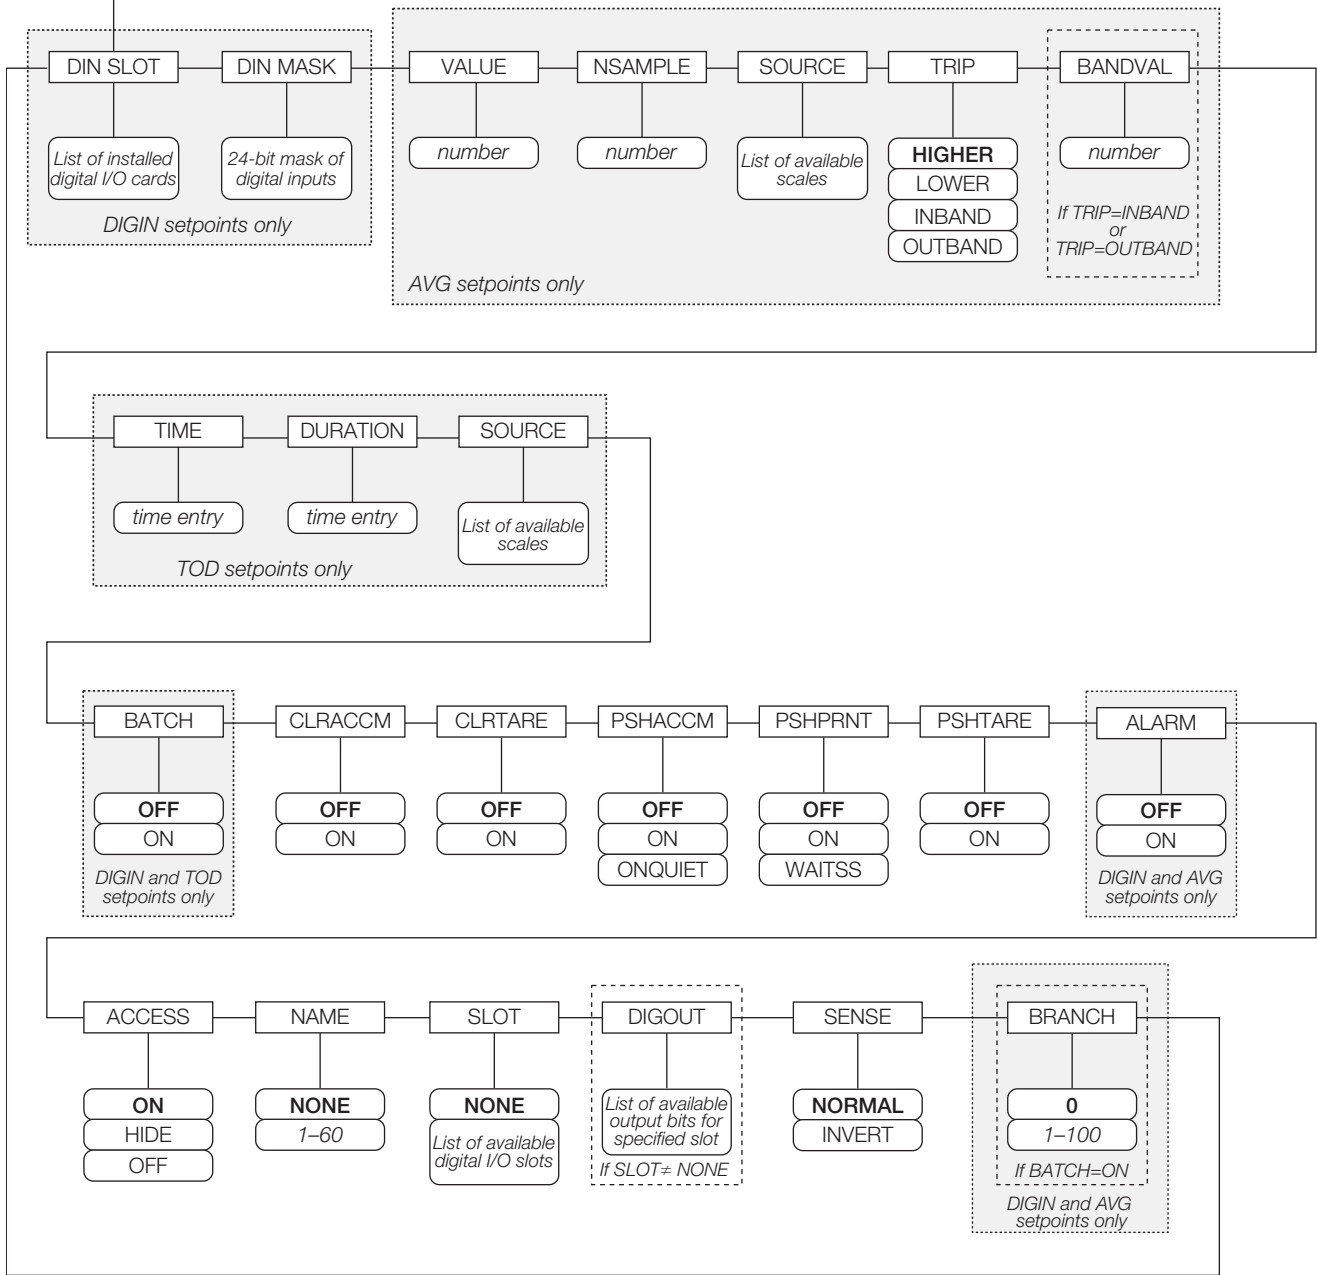 DIN SLOT
DIN MASK
VALUE
NSAMPLE
SOURCE
TRIP
BANDVAL
List of installed
digital I/O cards
24-bit mask of
digital inputs
number
number
List of available
scales
HIGHER
LOWER
INBAND
OUTBAND
number
If TRIP=INBAND
or
TRIP=OUTBAND
DIGIN setpoints only
AVG setpoints only
TIME
DURATION
SOURCE
time entry
time entry
List of available
scales
TOD setpoints only
BATCH
CLRACCM
CLRTARE
PSHACCM
PSHPRNT
PSHTARE
ALARM
OFF
ON
OFF
ON
OFF
ON
OFF
ON
ONQUIET
OFF
ON
WAITSS
OFF
ON
OFF
ON
DIGIN and TOD
setpoints only
DIGIN and AVG
setpoints only
ACCESS
NAME
SLOT
DIGOUT
SENSE
BRANCH
ON
HIDE
OFF
NONE
1–60
NONE
List of available
digital I/O slots
List of available
output bits for
specified slot
If SLOT≠ NONE
NORMAL
INVERT
0
1–100
If BATCH=ON
DIGIN and AVG
setpoints only